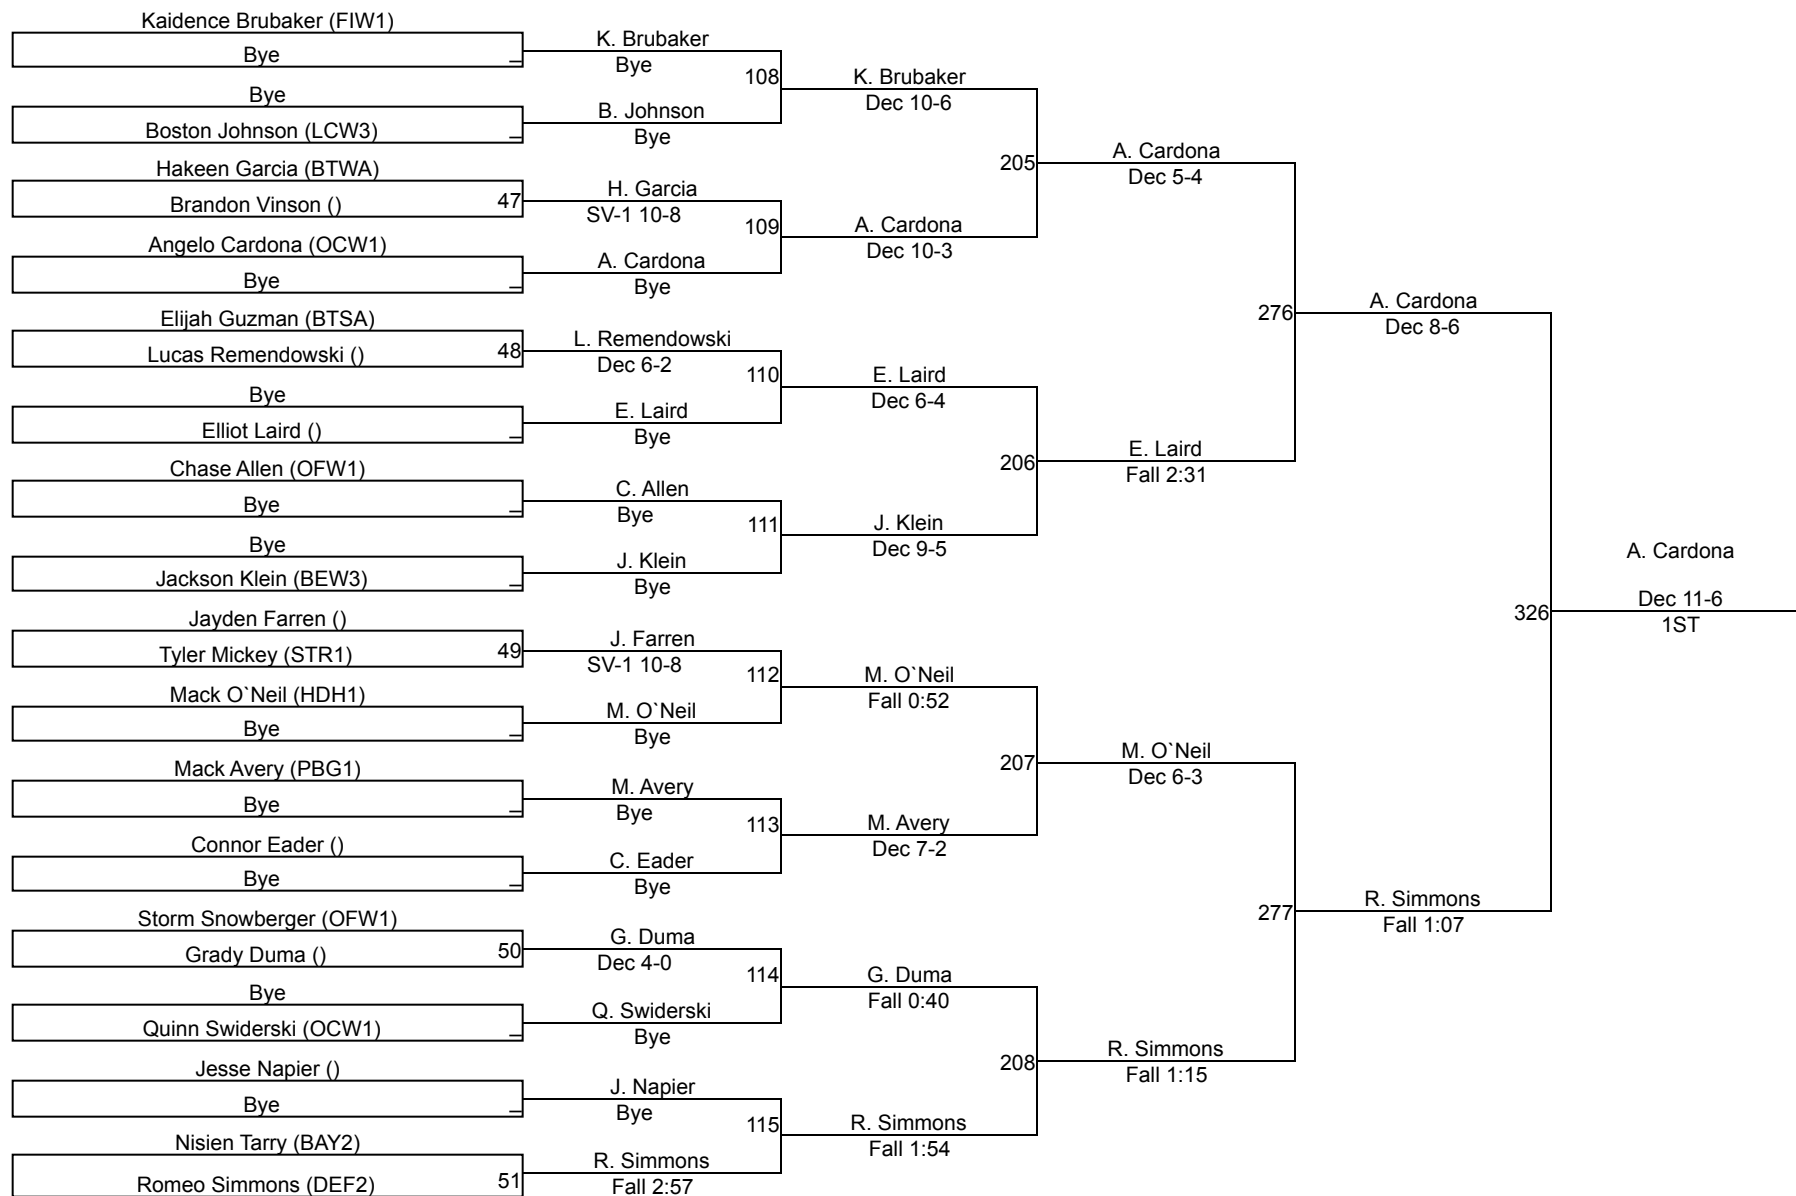 Kaidence Brubaker (FIW1)
Bye _
Bye
Boston Johnson (LCW3) _
Hakeen Garcia (BTWA)
Brandon Vinson () 47
Angelo Cardona (OCW1)
Bye _
Elijah Guzman (BTSA)
Lucas Remendowski () 48
Bye
Elliot Laird () _
Chase Allen (OFW1)
Bye _
Bye
Jackson Klein (BEW3) _
Jayden Farren ()
Tyler Mickey (STR1) 49
Mack O`Neil (HDH1)
Bye _
Mack Avery (PBG1)
Bye _
Connor Eader ()
Bye _
Storm Snowberger (OFW1)
Grady Duma () 50
Bye
Quinn Swiderski (OCW1) _
Jesse Napier ()
Bye _
Nisien Tarry (BAY2)
Romeo Simmons (DEF2) 51
K. Brubaker
Bye
108
B. Johnson
Bye
H. Garcia
SV-1 10-8
109
A. Cardona
Bye
L. Remendowski
Dec 6-2
110
E. Laird
Bye
C. Allen
Bye
111
J. Klein
Bye
J. Farren
SV-1 10-8
112
M. O`Neil
Bye
M. Avery
Bye
113
C. Eader
Bye
G. Duma
Dec 4-0
114
Q. Swiderski
Bye
J. Napier
Bye
115
R. Simmons
Fall 2:57
K. Brubaker
Dec 10-6
205
A. Cardona
Dec 10-3
E. Laird
Dec 6-4
206
J. Klein
Dec 9-5
M. O`Neil
Fall 0:52
207
M. Avery
Dec 7-2
G. Duma
Fall 0:40
208
R. Simmons
Fall 1:54
A. Cardona
Dec 5-4
276
E. Laird
Fall 2:31
M. O`Neil
Dec 6-3
277
R. Simmons
Fall 1:15
A. Cardona
Dec 8-6
326
R. Simmons
Fall 1:07
A. Cardona
Dec 11-6
1ST